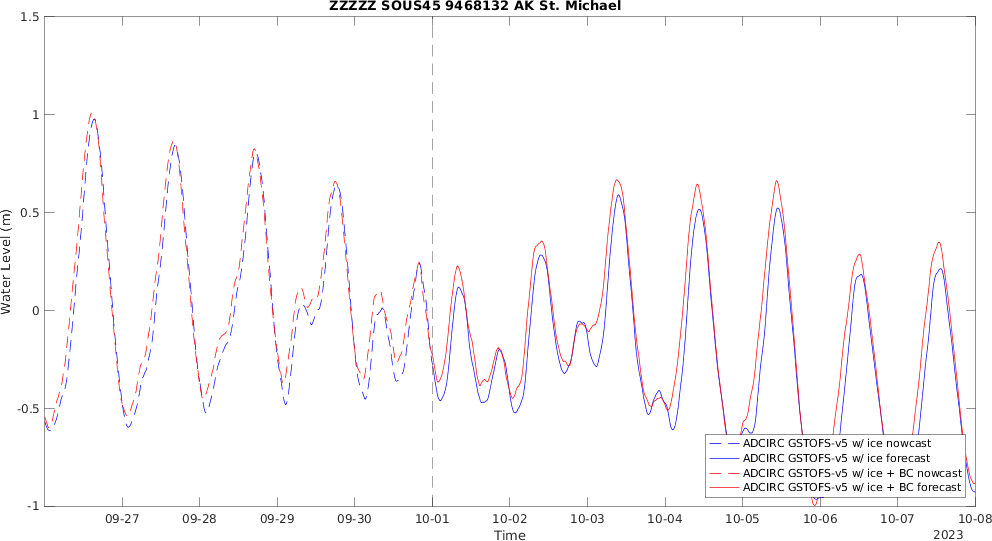 ZZZZZ SOUS45 9468132 AK St. Michael
1.5
1
0.5
0
-0.5
-1
Water Level (m)
ADCIRC GSTOFS-v5 w/ ice nowcast
ADCIRC GSTOFS-v5 w/ ice forecast
ADCIRC GSTOFS-v5 w/ ice + BC nowcast
ADCIRC GSTOFS-v5 w/ ice + BC forecast
09-27 09-28 09-29 09-30 10-01 10-02 10-03 10-04 10-05 10-06 10-07 10-08
Time
2023